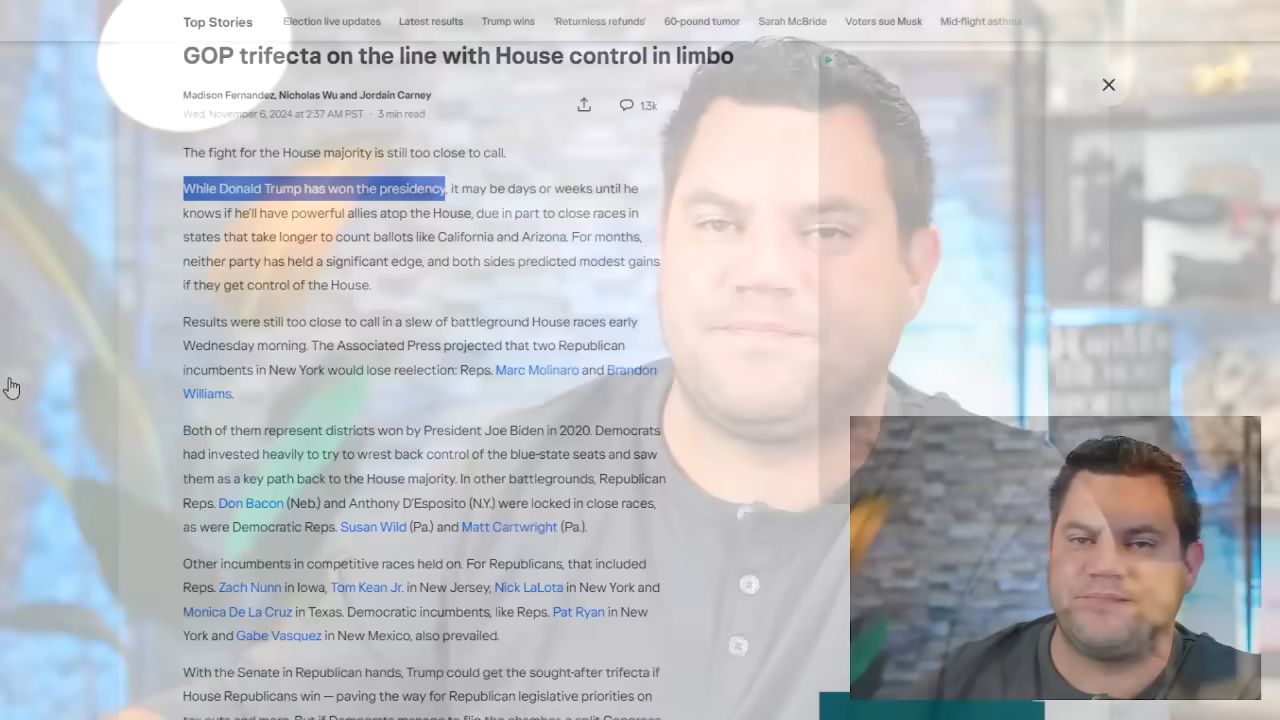 Top Stories Election live updates Latest results Trump wins 'Returnless refunds' 60-pound tumor Sarah McBride Voters sue Musk Mid-flight asthma
GOP trifecta on the line with House control in limbo
Madison Fernandez, Nicholas Wu and Jordain Carney
Wed, November 6, 2024 at 2:37 AM PST · 3 min read
1.3k
The fight for the House majority is still too close to call.
While Donald Trump has won the presidency, it may be days or weeks until he
knows if he'll have powerful allies atop the House, due in part to close races in
states that take longer to count ballots like California and Arizona. For months,
neither party has held a significant edge, and both sides predicted modest gains
if they get control of the House.
Results were still too close to call in a slew of battleground House races early
Wednesday morning. The Associated Press projected that two Republican
incumbents in New York would lose reelection: Reps. Marc Molinaro and Brandon
Williams.
Both of them represent districts won by President Joe Biden in 2020. Democrats
had invested heavily to try to wrest back control of the blue-state seats and saw
them as a key path back to the House majority. In other battlegrounds, Republican
Reps. Don Bacon (Neb.) and Anthony D'Esposito (N.Y.) were locked in close races,
as were Democratic Reps. Susan Wild (Pa.) and Matt Cartwright (Pa.).
Other incumbents in competitive races held on. For Republicans, that included
Reps. Zach Nunn in Iowa, Tom Kean Jr. in New Jersey, Nick LaLota in New York and
Monica De La Cruz in Texas. Democratic incumbents, like Reps. Pat Ryan in New
York and Gabe Vasquez in New Mexico, also prevailed.
With the Senate in Republican hands, Trump could get the sought-after trifecta if
House Republicans win — paving the way for Republican legislative priorities on
tax cuts and more. But if Democrats manage to flip the chamber, a split Congress